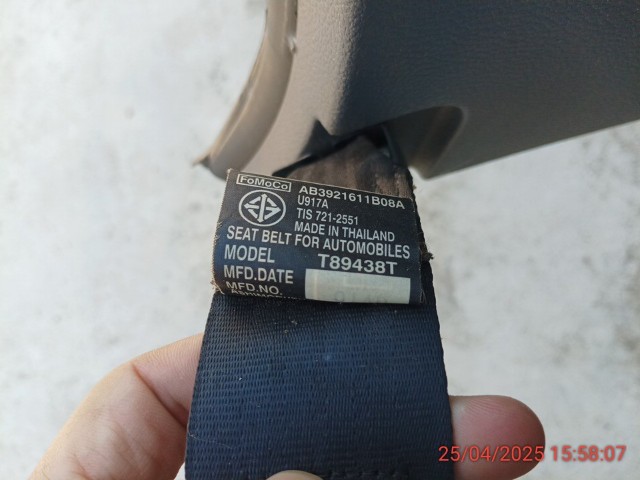 FoMoCo AB3921611B08A
U917A
TIS 721-2551
MADE IN THAILAND
SEAT BELT FOR AUTOMOBILES
MODEL T89438T
MFD.DATE
MFD.NO.
25/04/2025 15:58:07